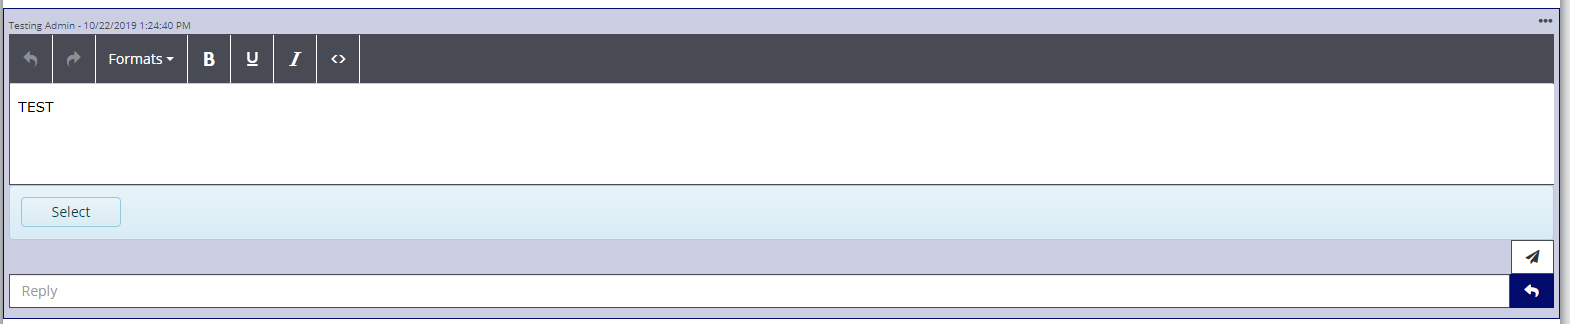 Testing Admin - 10/22/2019 1:24:40 PM
Formats B U I <>
TEST
Select
Reply